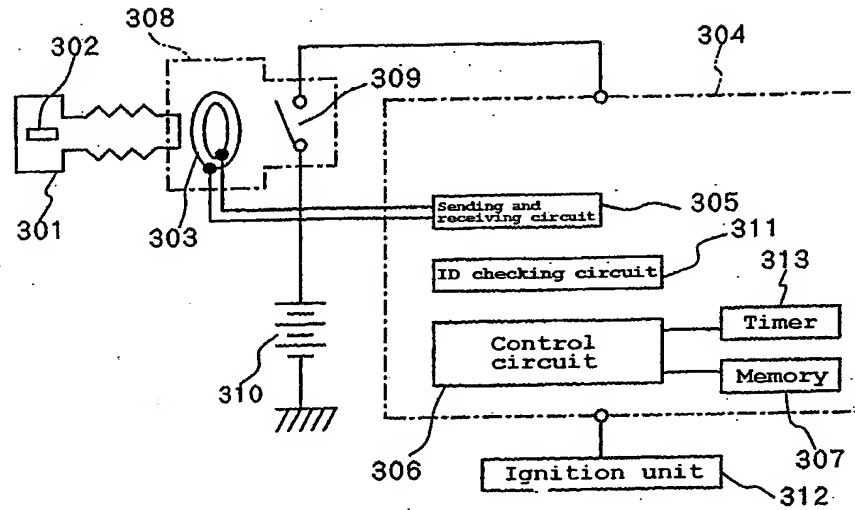 308
302
304
309
301
303
Sending and
receiving circuit
305
311
ID checking circuit
313
Timer
Control
circuit
Memory
310
306
307
Ignition unit
312